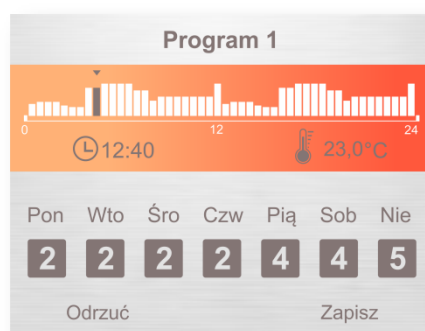 Program 1
0 12 24
12:40 23,0°C
Pon Wto Śro Czw Pią Sob Nie
2 2 2 2 4 4 5
Odrzuć Zapisz